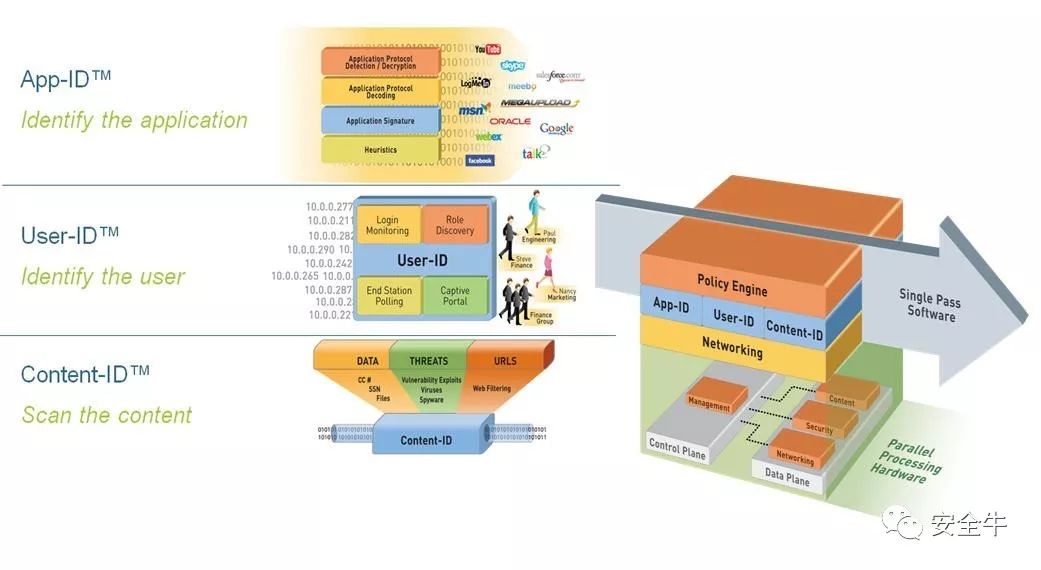 App-ID™
Identify the application
Application Protocol
Detection / Decryption
Application Protocol
Decoding
Application Signature
Heuristics
YouTube
skype
salesforce.com
LogMeIn
meebo
msn
MEGAUPLOAD
ORACLE
Google
webex
facebook
talk
User-ID™
Identify the user
10.0.0.277
10.0.0.211
10.0.0.282
10.0.0.290 10.
10.0.0.242
10.0.0.265 10.0.0.
10.0.0.287
10.0.0.2
10.0.0.221
Login
Monitoring
Role
Discovery
User-ID
End Station
Polling
Captive
Portal
Paul
Engineering
Steve
Finance
Nancy
Marketing
Finance
Group
Content-ID™
Scan the content
DATA
THREATS
URLS
CC #
SSN
Files
Vulnerability Exploits
Viruses
Spyware
Web Filtering
Content-ID
Policy Engine
App-ID
User-ID
Content-ID
Networking
Single Pass
Software
Management
Content
Security
Networking
Control Plane
Data Plane
Parallel
Processing
Hardware
安全牛